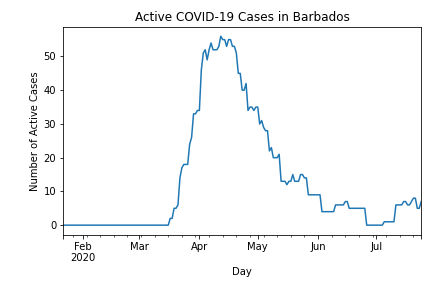 Active COVID-19 Cases in Barbados
Number of Active Cases
50
40
30
20
10
0
Feb
2020
Mar
Apr
May
Jun
Jul
Day